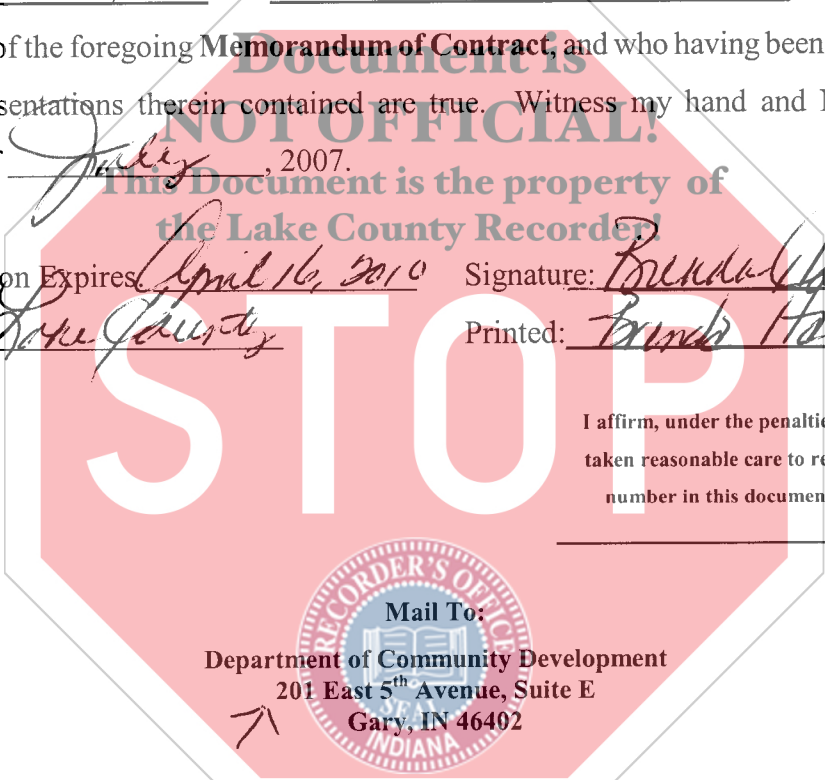 of the foregoing Memorandum of Contract, and who having been
Document is
sentations therein contained are true. Witness my hand and
NOT OFFICIAL!
July, 2007.
This Document is the property of
the Lake County Recorder!
on Expires April 16, 2010 Signature: Brenda
Lake County Printed: Brenda
STOP
I affirm, under the penaltie
taken reasonable care to re
number in this documen
RECORDER'S OFFICE
Mail To:
Department of Community Development
201 East 5th Avenue, Suite E
Gary, IN 46402
SEAL
INDIANA